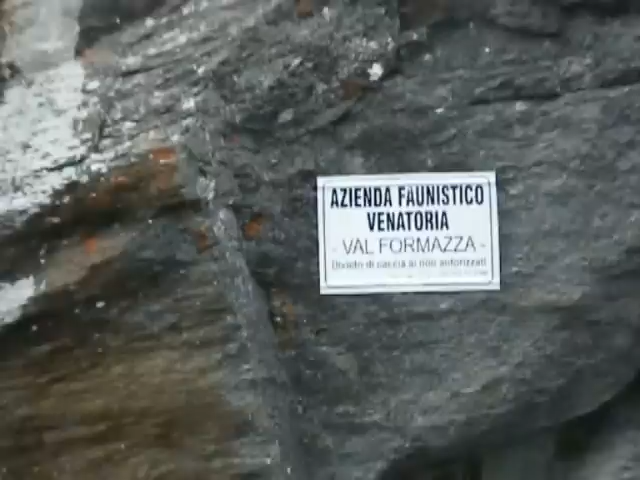 AZIENDA FAUNISTICO
VENATORIA
- VAL FORMAZZA -
Divieto di caccia ai non autorizzati